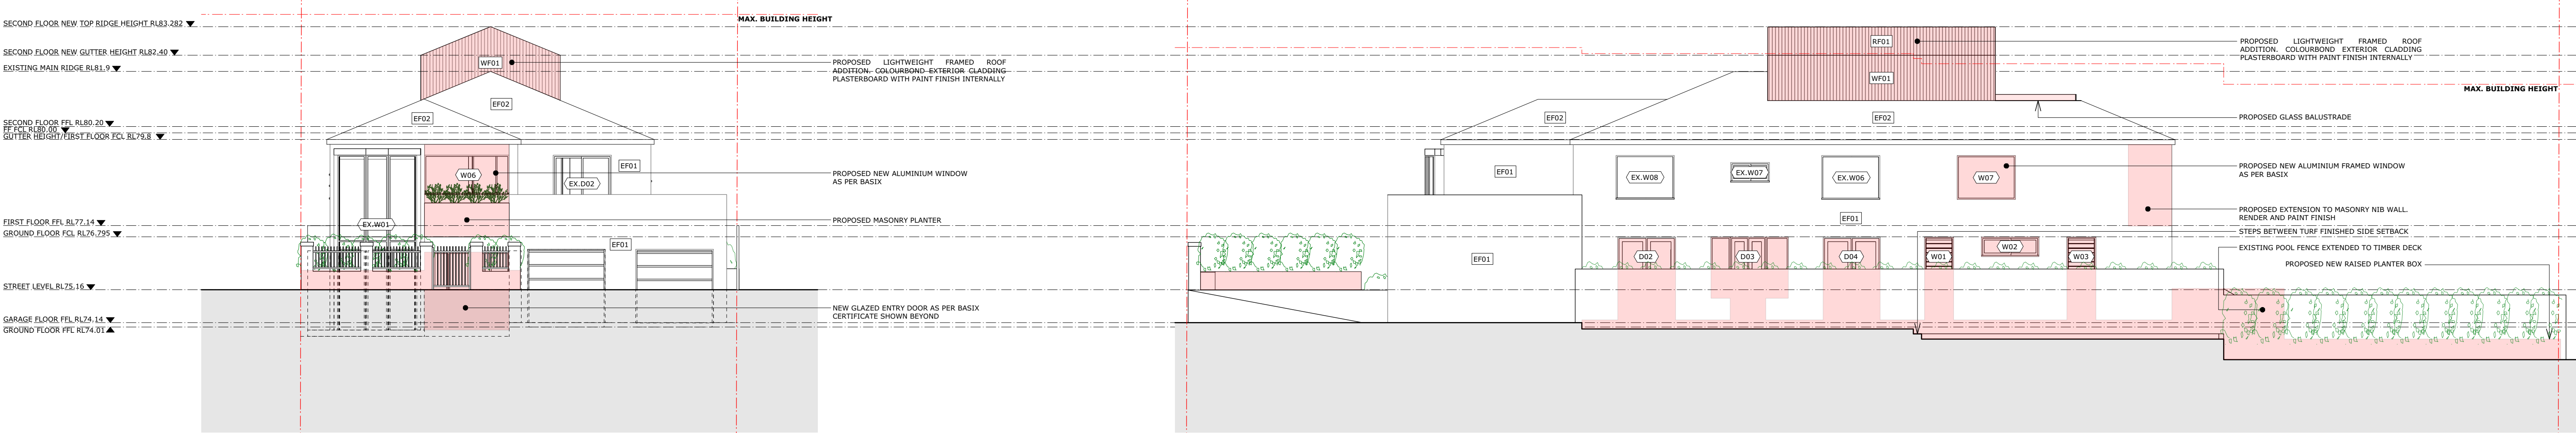 SECOND FLOOR NEW TOP RIDGE HEIGHT RL83,282
SECOND FLOOR NEW GUTTER HEIGHT RL82,40
EXISTING MAIN RIDGE RL81,9
SECOND FLOOR FFL RL80,20
FF FCL RL80,00
GUTTER HEIGHT/FIRST FLOOR FCL RL79,8
FIRST FLOOR FFL RL77,14
GROUND FLOOR FCL RL76,795
STREET LEVEL RL75,16
GARAGE FLOOR FFL RL74,14
GROUND FLOOR FFL RL74,01
MAX. BUILDING HEIGHT
WF01
EF02
EF02
W06
EX.D02
EF01
EX.W01
EF01
PROPOSED LIGHTWEIGHT FRAMED ROOF
ADDITION. COLOURBOND EXTERIOR CLADDING
PLASTERBOARD WITH PAINT FINISH INTERNALLY
PROPOSED NEW ALUMINIUM WINDOW
AS PER BASIX
PROPOSED MASONRY PLANTER
NEW GLAZED ENTRY DOOR AS PER BASIX
CERTIFICATE SHOWN BEYOND
RF01
WF01
EF02
EF02
EF01
EX.W08
EX.W07
EX.W06
W07
EF01
EF01
D02
D03
D04
W01
W02
W03
PROPOSED LIGHTWEIGHT FRAMED ROOF
ADDITION. COLOURBOND EXTERIOR CLADDING
PLASTERBOARD WITH PAINT FINISH INTERNALLY
MAX. BUILDING HEIGHT
PROPOSED GLASS BALUSTRADE
PROPOSED NEW ALUMINIUM FRAMED WINDOW
AS PER BASIX
PROPOSED EXTENSION TO MASONRY NIB WALL.
RENDER AND PAINT FINISH
STEPS BETWEEN TURF FINISHED SIDE SETBACK
EXISTING POOL FENCE EXTENDED TO TIMBER DECK
PROPOSED NEW RAISED PLANTER BOX